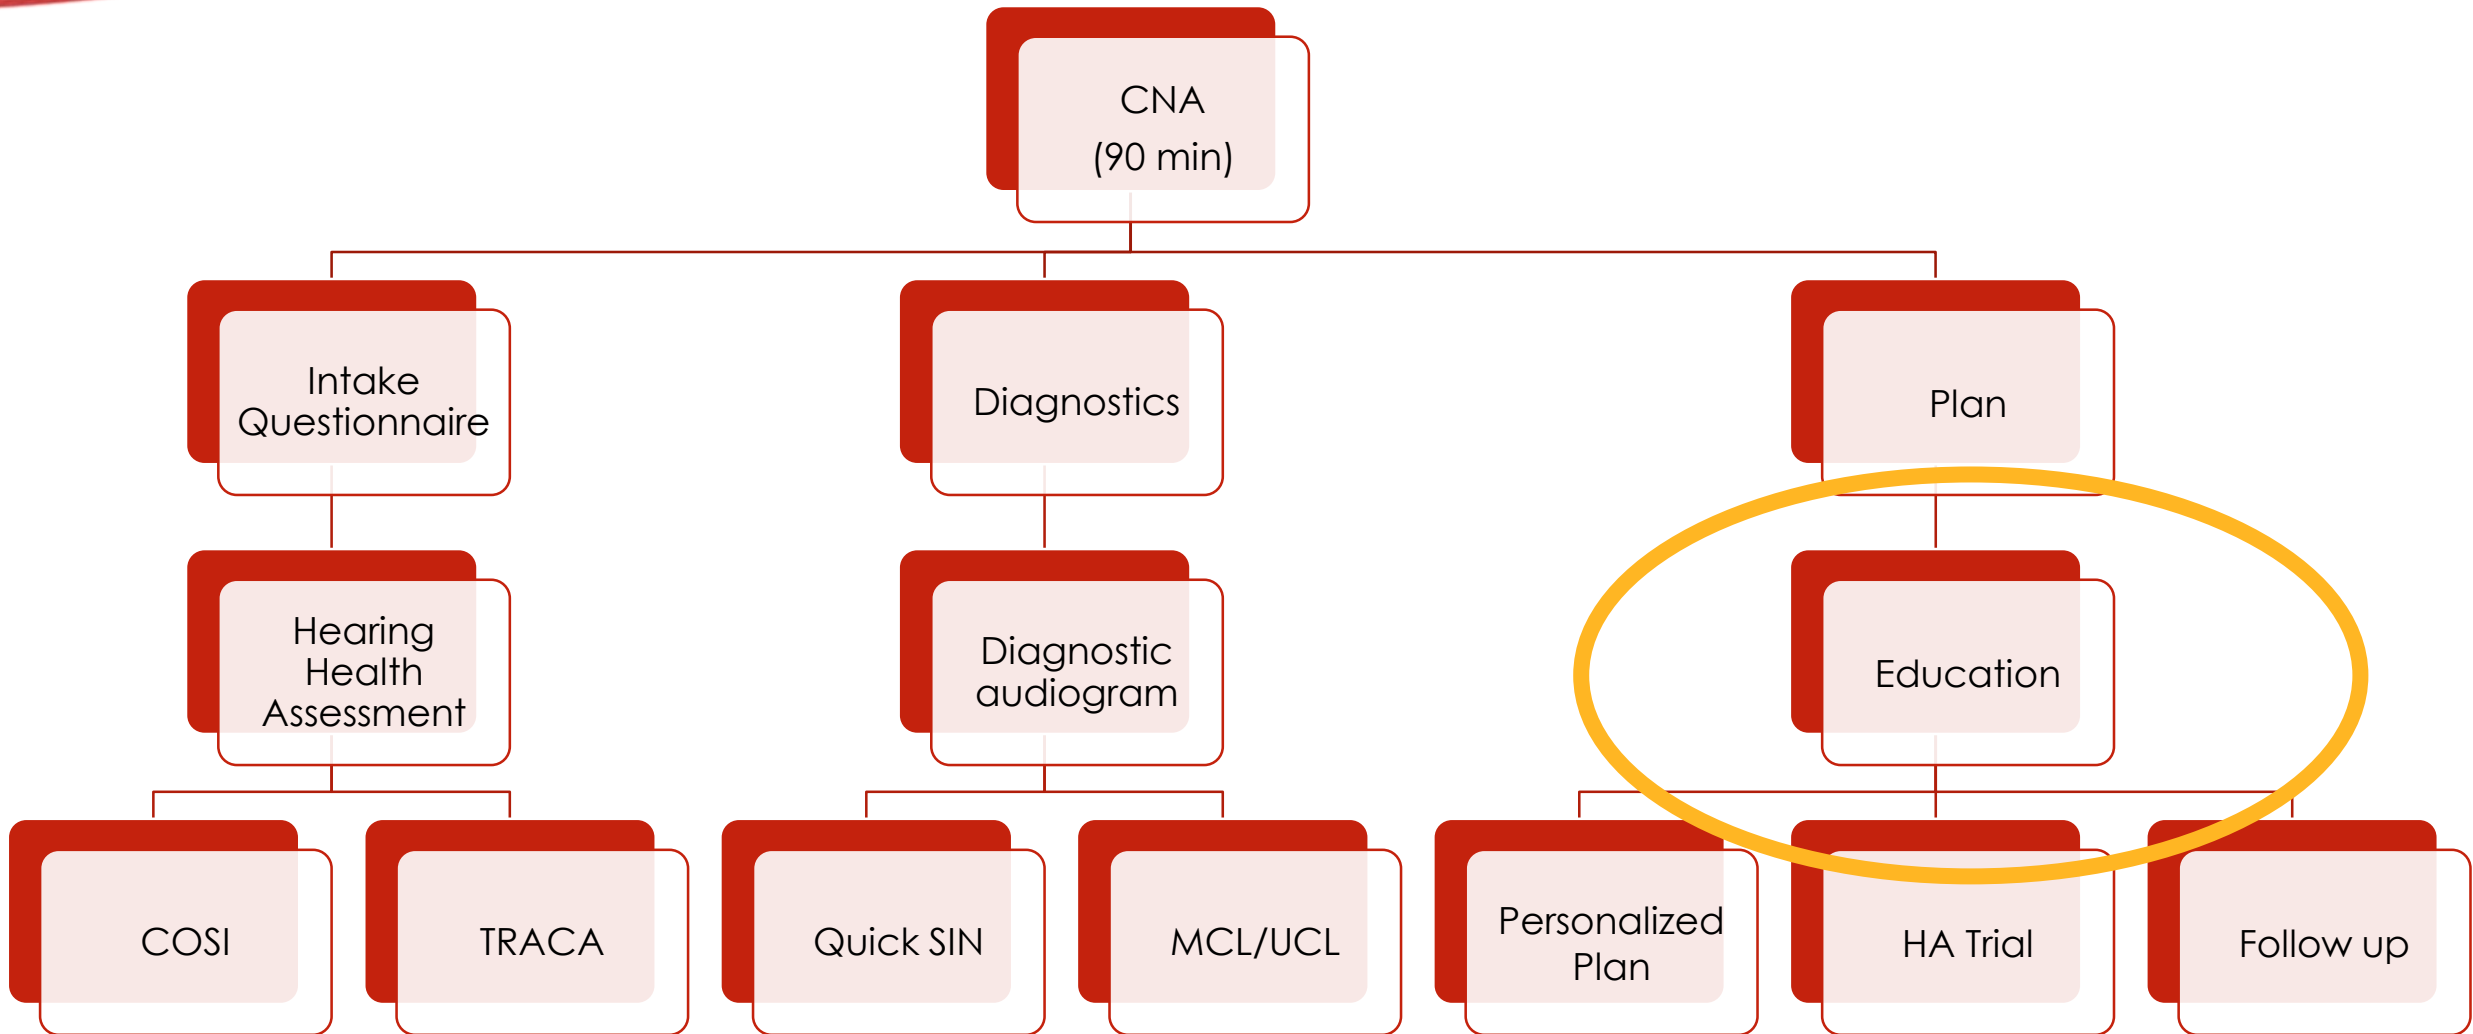 CNA
(90 min)
Intake
Questionnaire
Diagnostics
Plan
Hearing
Health
Assessment
Diagnostic
audiogram
Education
COSI
TRACA
Quick SIN
MCL/UCL
Personalized
Plan
HA Trial
Follow up